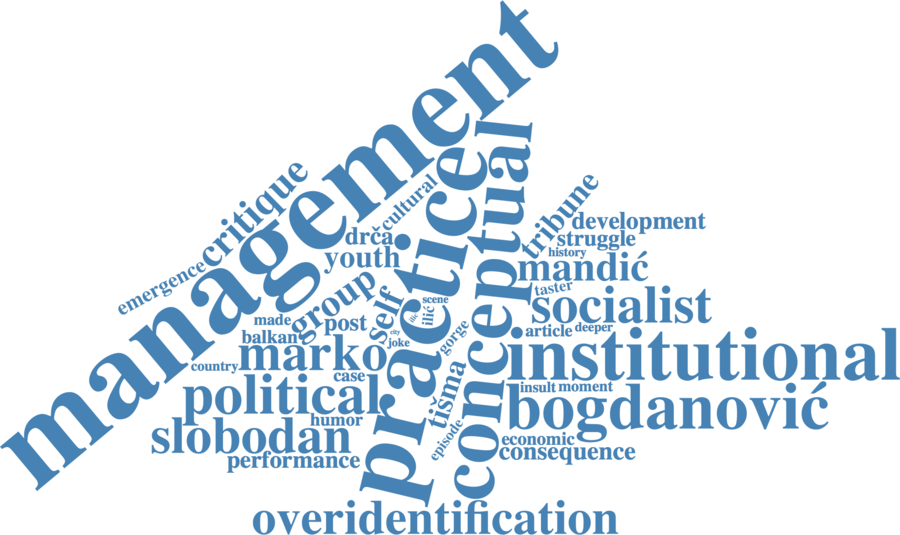 management
practice
conceptual
critique
cultural
emergence
drča
youth
tribune
development
struggle
history
mandić
taster
socialist
group
self
scene
ilić
ilic
made
post
city
joke
gorge
balkan
marko
country
case
article
deeper
institutional
political
tišma
insult
moment
bogdanović
humor
slobodan
episode
economic
performance
consequence
overidentification